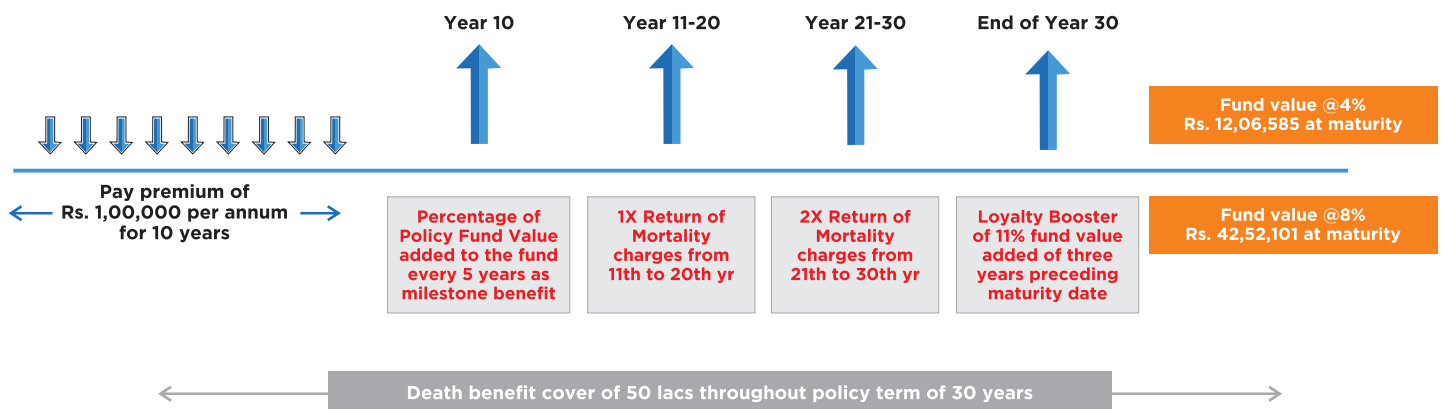 Year 10
Year 11-20
Year 21-30
End of Year 30
Fund value @4%
Rs. 12,06,585 at maturity
Pay premium of
Rs. 1,00,000 per annum
for 10 years
Percentage of
Policy Fund Value
added to the fund
every 5 years as
milestone benefit
1X Return of
Mortality
charges from
11th to 20th yr
2X Return of
Mortality
charges from
21th to 30th yr
Loyalty Booster
of 11% fund value
added of three
years preceding
maturity date
Fund value @8%
Rs. 42,52,101 at maturity
Death benefit cover of 50 lacs throughout policy term of 30 years